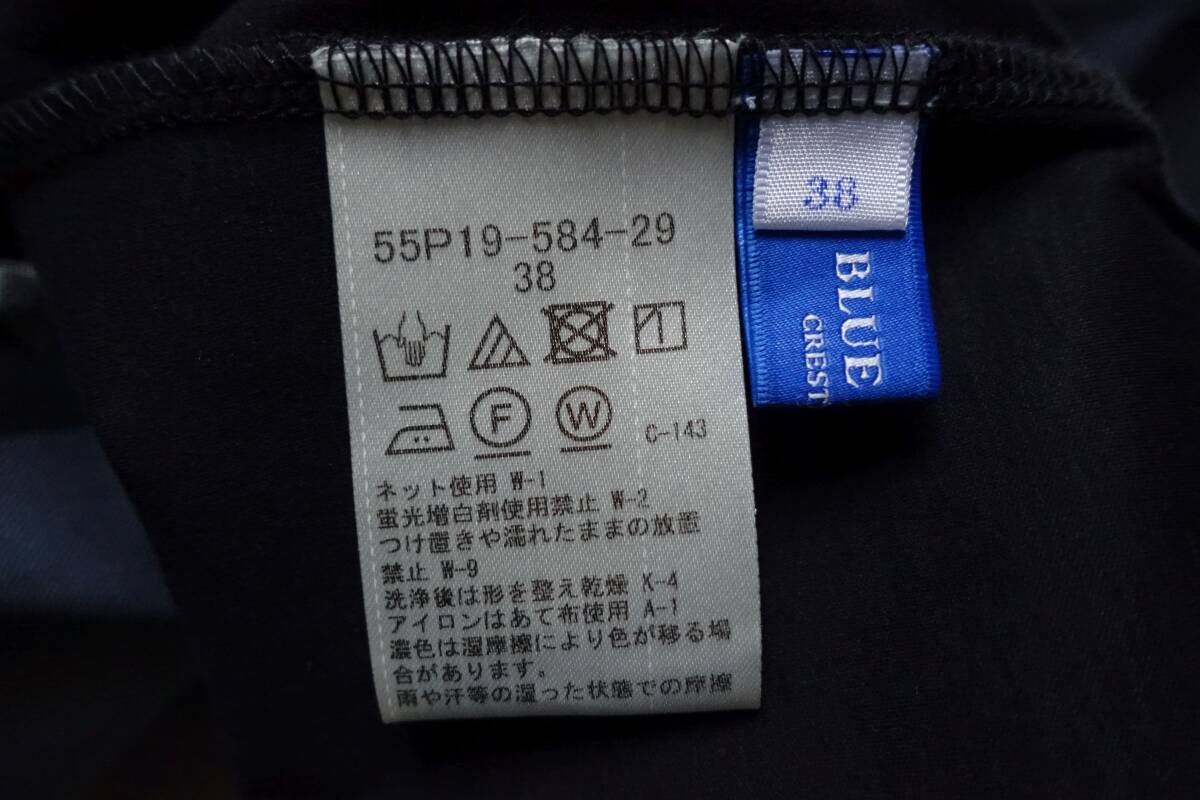 55P19-584-29
38
F
W
C-143
ネット使用 W-1
蛍光増白剤使用禁止 W-2
つけ置きや濡れたままの放置
禁止 W-9
洗浄後は形を整え乾燥 K-4
アイロンはあて布使用 A-1
濃色は湿摩擦により色が移る場
合があります。
雨や汗等の湿った状態での摩擦
38
BLUE
CREST